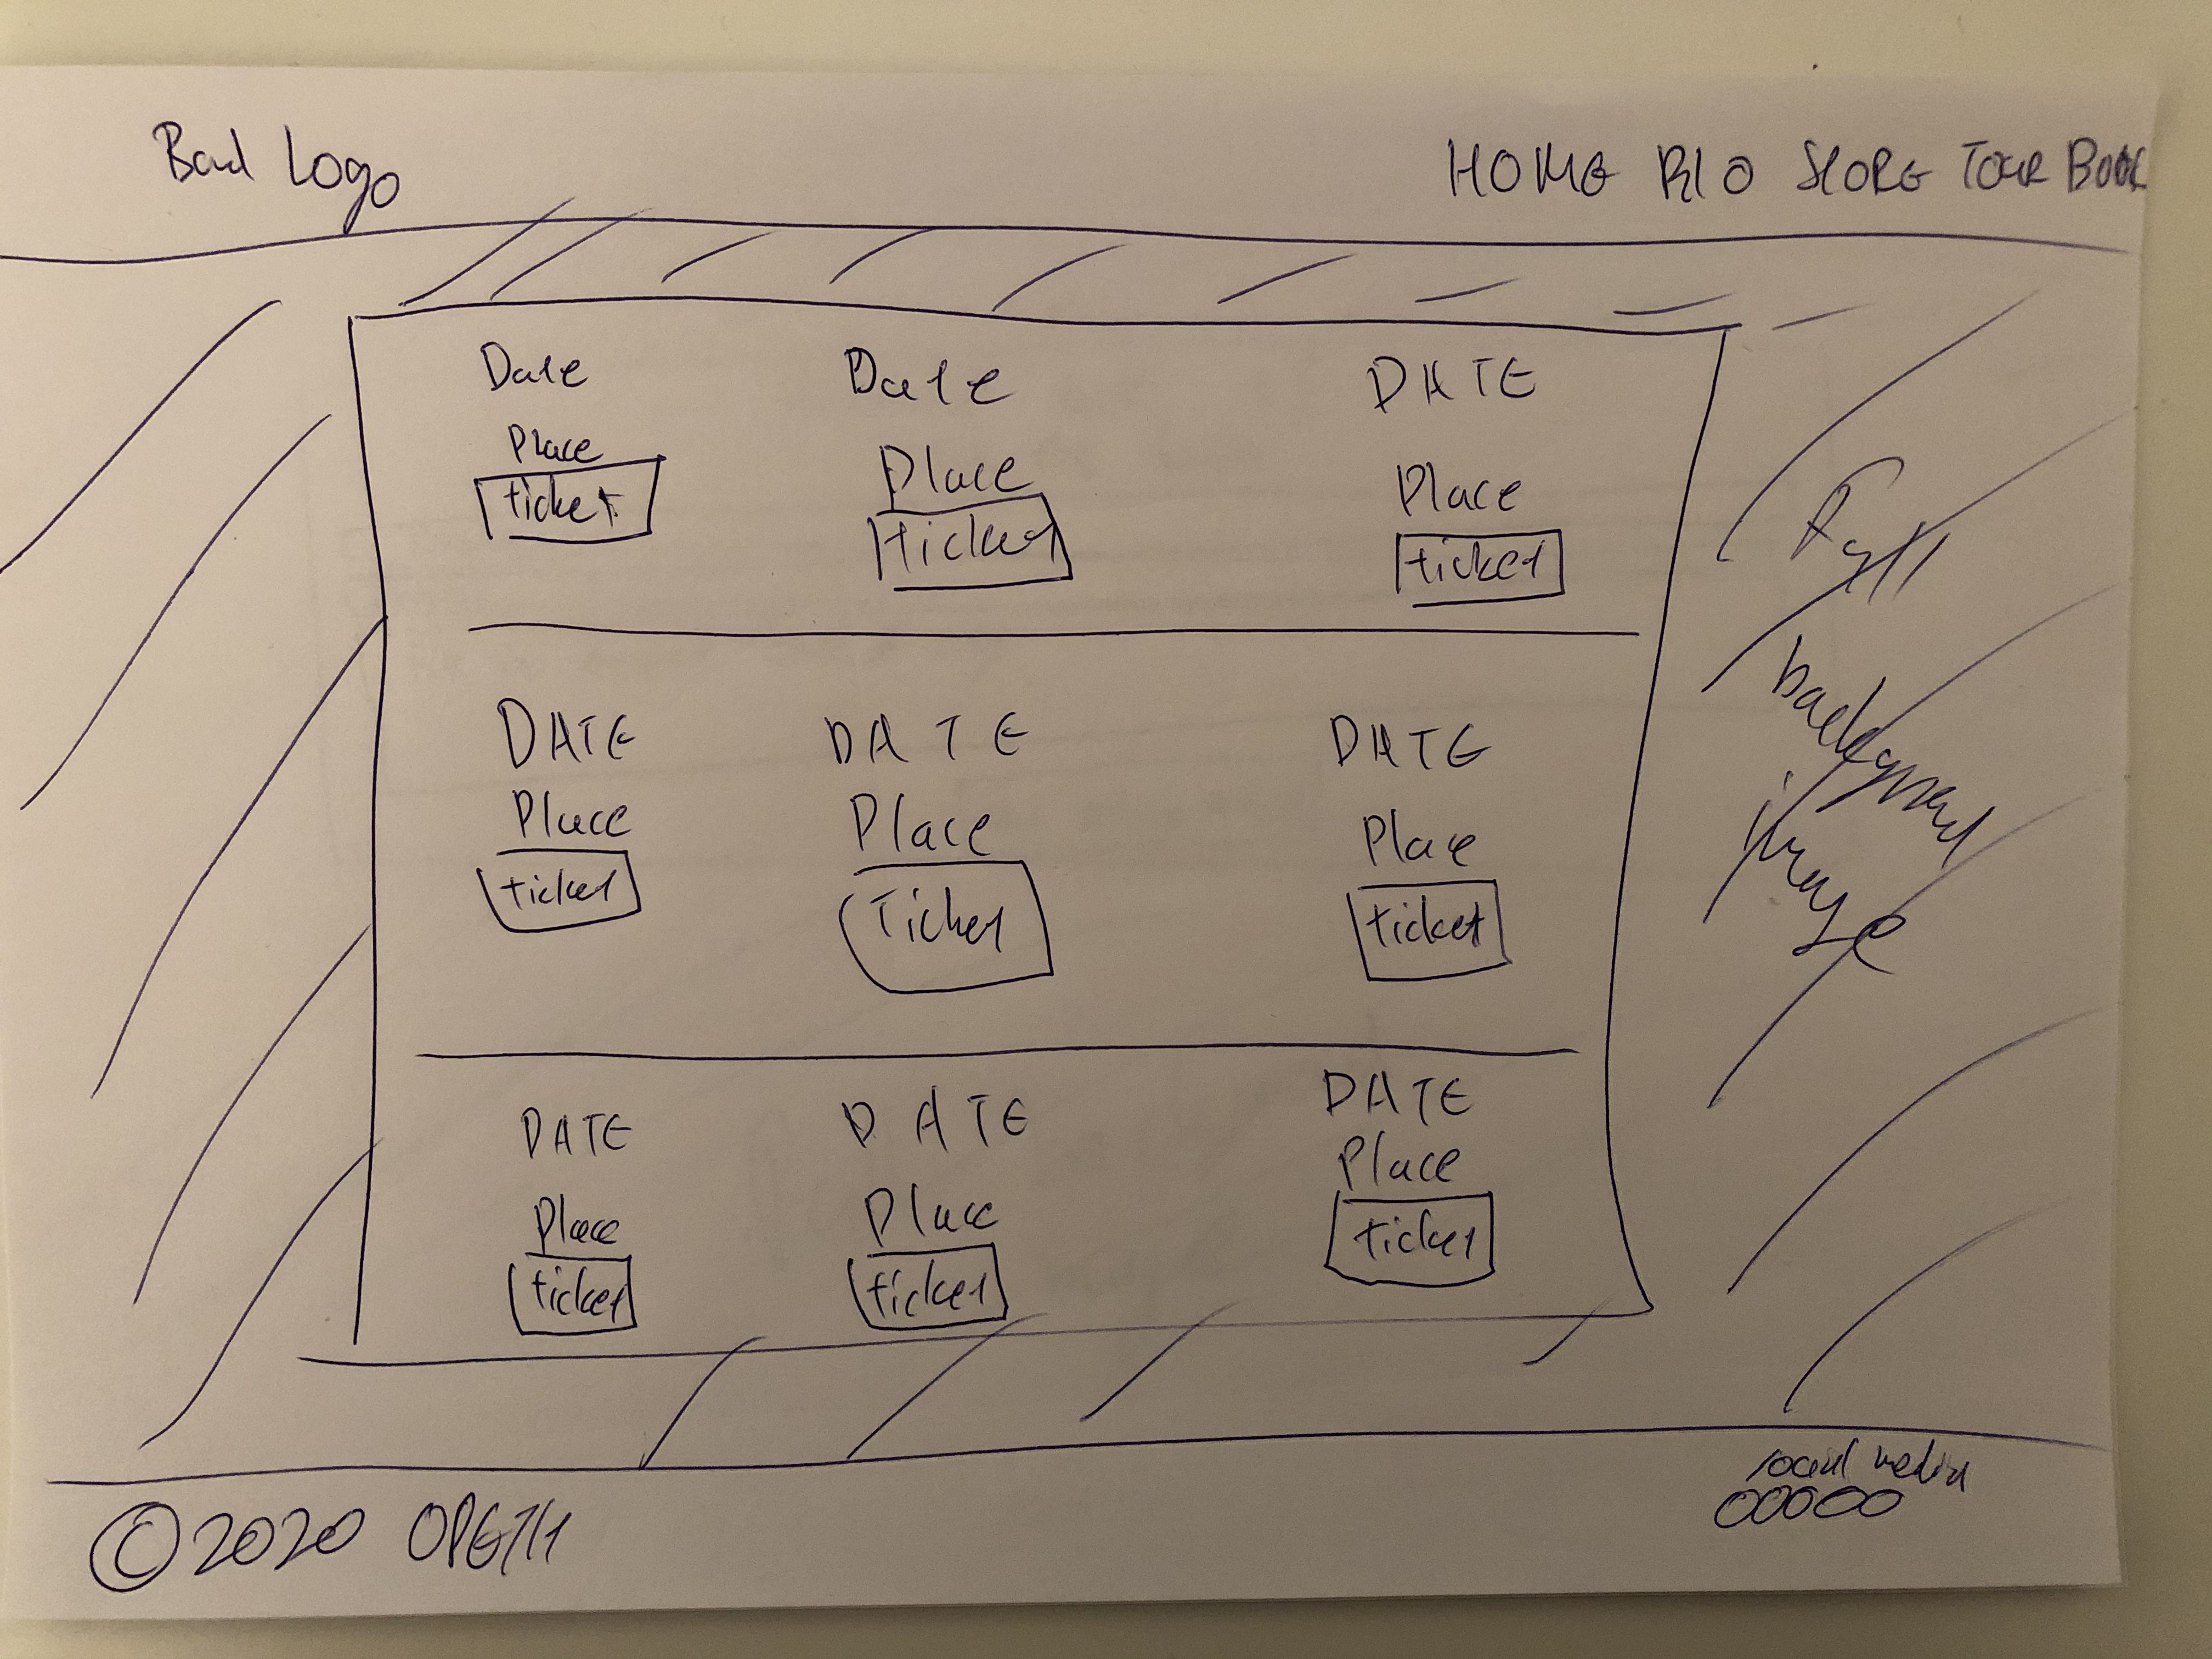 Band Logo
HOME BIO STORE TOUR BOOK
Date Date DATE
Place Place Place
ticket ticket ticket
DATE DATE DATE
Place Place Place
ticket Ticket ticket
DATE DATE DATE
Place Place Place
ticket ticket ticket
Full
background
image
© 2020
social media